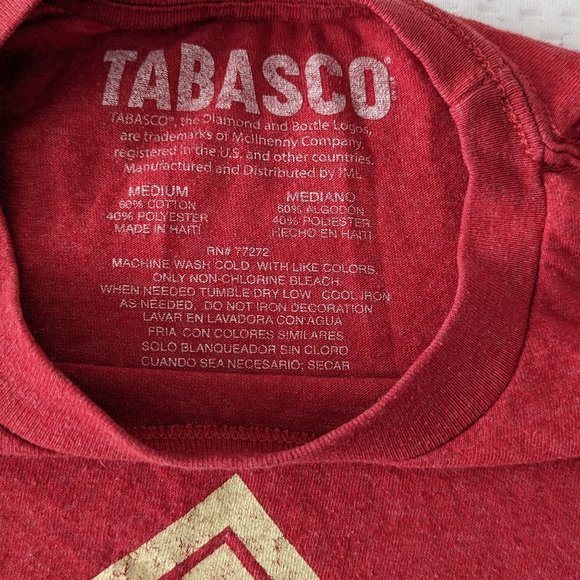 TABASCO
TABASCO®, the Diamond and Bottle Logos,
are trademarks of McIlhenny Company,
registered in the U.S. and other countries.
Manufactured and Distributed by JML
MEDIUM
60% COTTON
40% POLYESTER
MADE IN HAITI
MEDIANO
60% ALGODÓN
40% POLIESTER
HECHO EN HAITI
RN# 77272
MACHINE WASH COLD, WITH LIKE COLORS,
ONLY NON-CHLORINE BLEACH,
WHEN NEEDED TUMBLE DRY LOW. COOL IRON
AS NEEDED. DO NOT IRON DECORATION
LAVAR EN LAVADORA CON AGUA
FRIA CON COLORES SIMILARES
SOLO BLANQUEADOR SIN CLORO
CUANDO SEA NECESARIO; SECAR